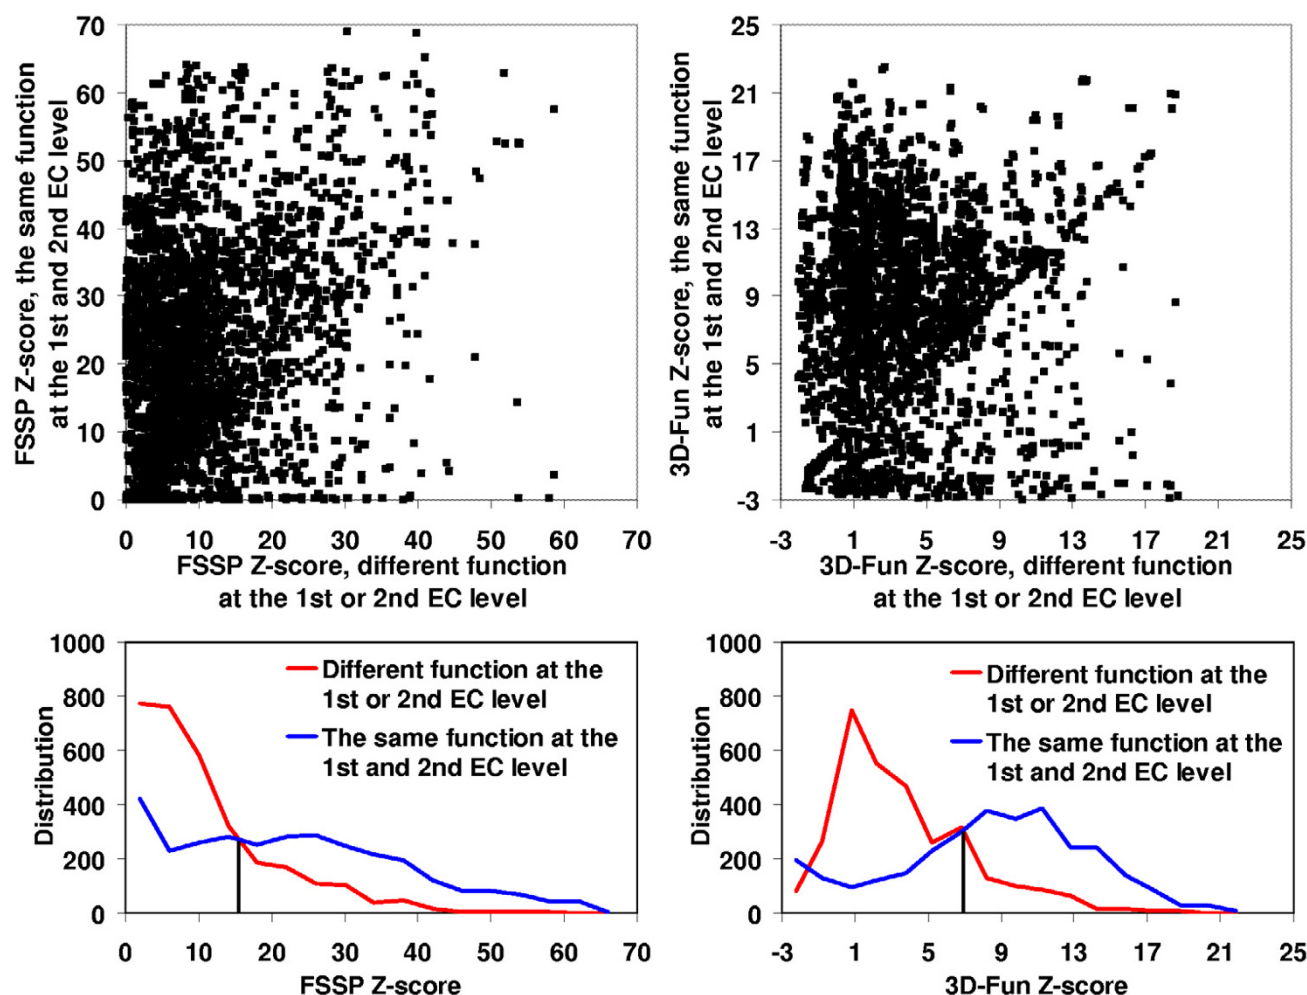 FSSP Z-score, the same function
at the 1st and 2nd EC level
70
60
50
40
30
20
10
0
0 10 20 30 40 50 60 70
FSSP Z-score, different function
at the 1st or 2nd EC level
3D-Fun Z-score, the same function
at the 1st and 2nd EC level
25
21
17
13
9
5
1
-3
-3 1 5 9 13 17 21 25
3D-Fun Z-score, different function
at the 1st or 2nd EC level
Distribution
1000
800
600
400
200
0
Different function at the
1st or 2nd EC level
The same function at the
1st and 2nd EC level
0 10 20 30 40 50 60 70
FSSP Z-score
Distribution
1000
800
600
400
200
0
Different function at the
1st or 2nd EC level
The same function at the
1st and 2nd EC level
-3 1 5 9 13 17 21 25
3D-Fun Z-score